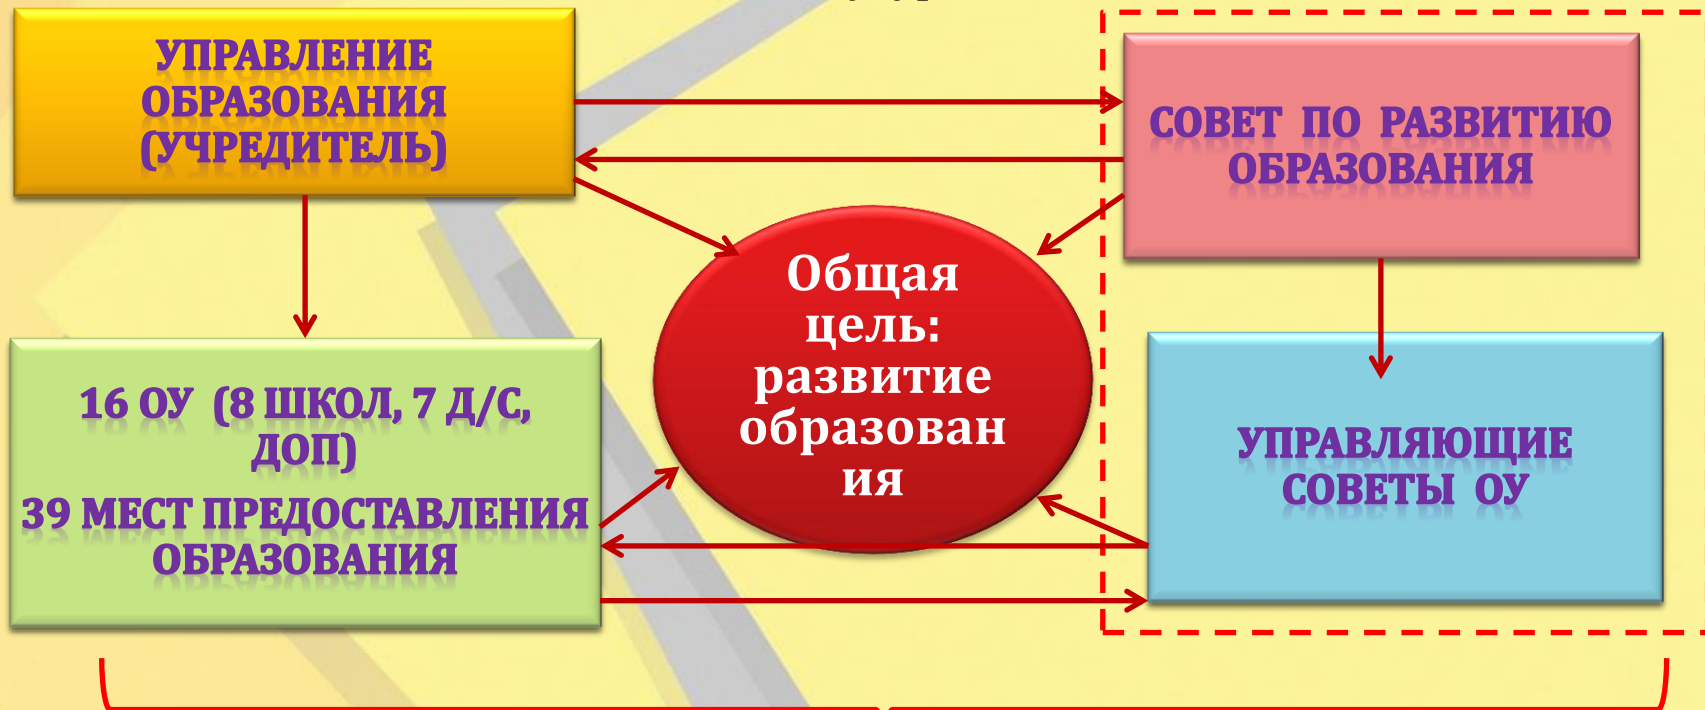 УПРАВЛЕНИЕ
ОБРАЗОВАНИЯ
(УЧРЕДИТЕЛЬ)
СОВЕТ ПО РАЗВИТИЮ
ОБРАЗОВАНИЯ
Общая
цель:
развитие
образован
ия
16 ОУ (8 ШКОЛ, 7 Д/С,
ДОП)
39 МЕСТ ПРЕДОСТАВЛЕНИЯ
ОБРАЗОВАНИЯ
УПРАВЛЯЮЩИЕ
СОВЕТЫ ОУ